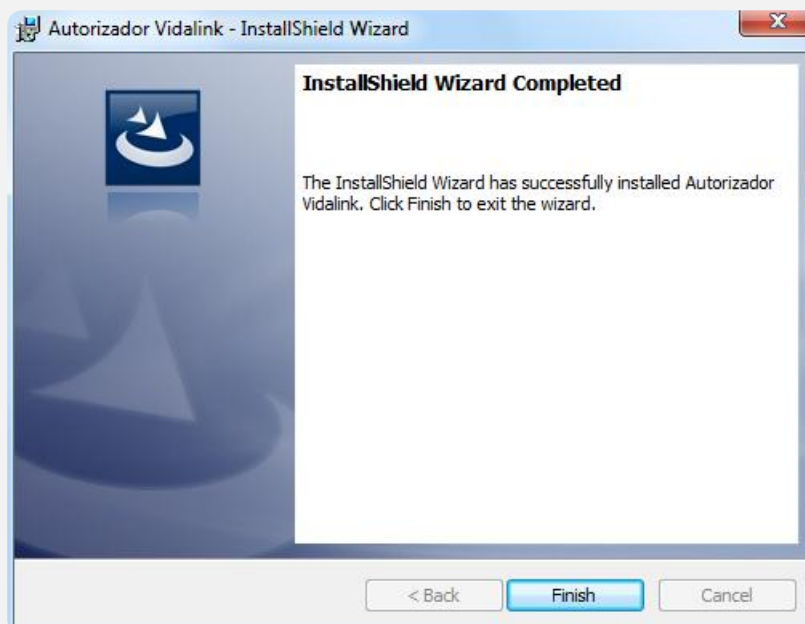 Autorizador Vidalink - InstallShield Wizard
InstallShield Wizard Completed
The InstallShield Wizard has successfully installed Autorizador
Vidalink. Click Finish to exit the wizard.
< Back
Finish
Cancel